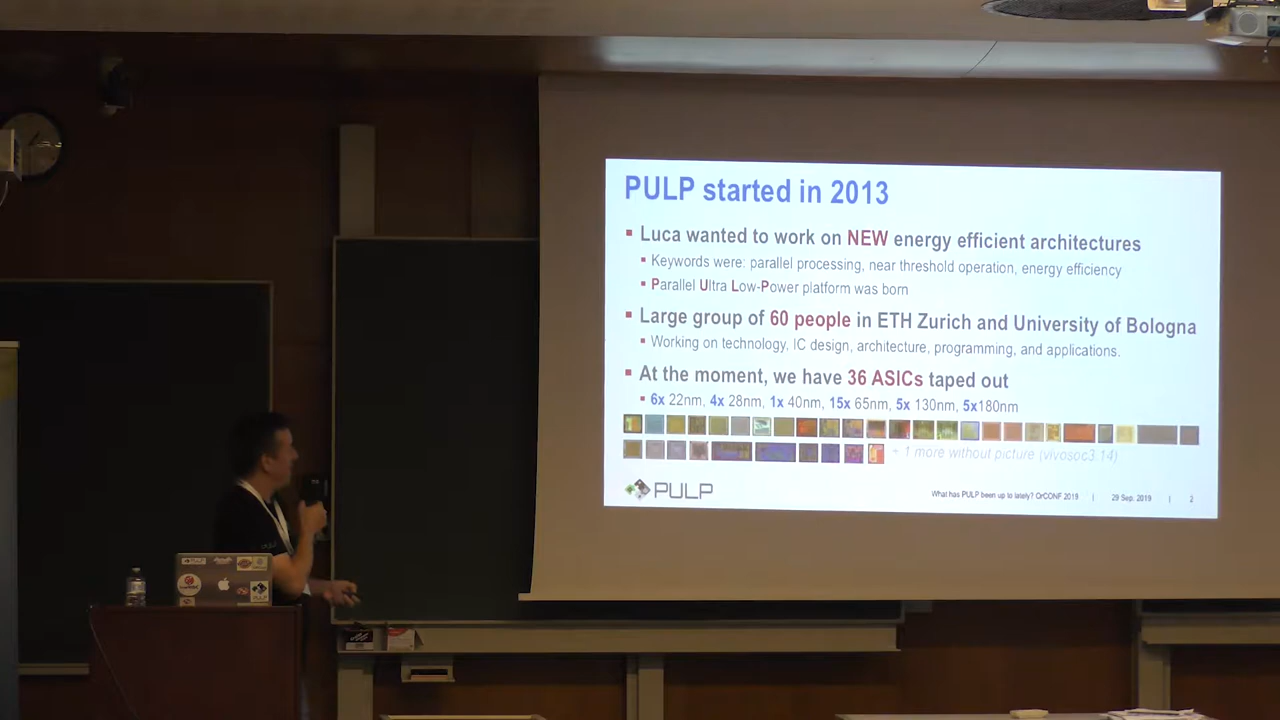 PULP started in 2013
Luca wanted to work on NEW energy efficient architectures
Keywords were: parallel processing, near threshold operation, energy efficiency
Parallel Ultra Low-Power platform was born
Large group of 60 people in ETH Zurich and University of Bologna
Working on technology, IC design, architecture, programming, and applications.
At the moment, we have 36 ASICs taped out
6x 22nm, 4x 28nm, 1x 40nm, 15x 65nm, 5x 130nm, 5x180nm
+ 1 more without picture (vivosoc3.14)
PULP
What has PULP been up to lately? OrCONF 2019 | 29 Sep. 2019 | 2
PULP
PULP